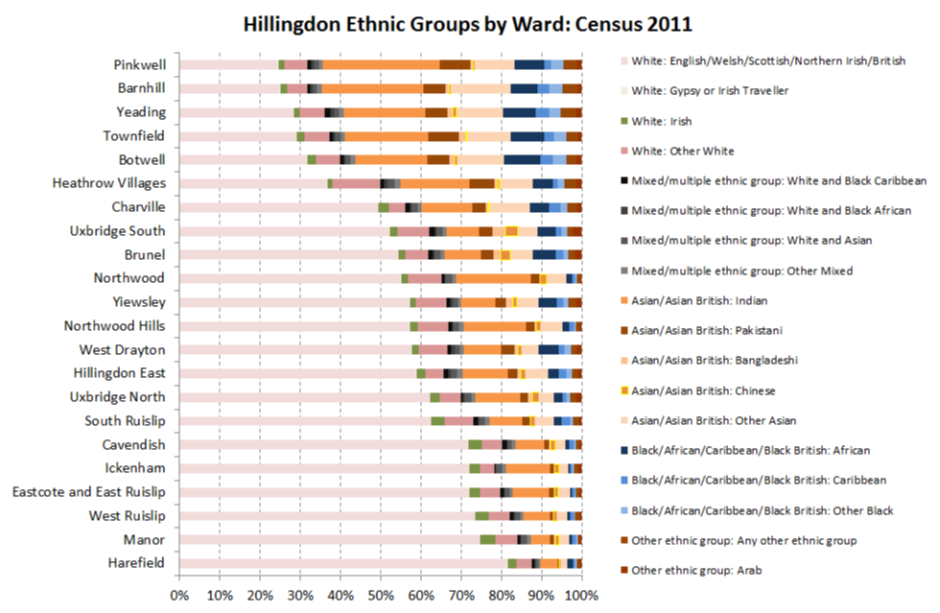 Hillingdon Ethnic Groups by Ward: Census 2011
Pinkwell
Barnhill
Yeading
Townfield
Botwell
Heathrow Villages
Charville
Uxbridge South
Brunel
Northwood
Yiewsley
Northwood Hills
West Drayton
Hillingdon East
Uxbridge North
South Ruislip
Cavendish
Ickenham
Eastcote and East Ruislip
West Ruislip
Manor
Harefield
0% 10% 20% 30% 40% 50% 60% 70% 80% 90% 100%
White: English/Welsh/Scottish/Northern Irish/British
White: Gypsy or Irish Traveller
White: Irish
White: Other White
Mixed/multiple ethnic group: White and Black Caribbean
Mixed/multiple ethnic group: White and Black African
Mixed/multiple ethnic group: White and Asian
Mixed/multiple ethnic group: Other Mixed
Asian/Asian British: Indian
Asian/Asian British: Pakistani
Asian/Asian British: Bangladeshi
Asian/Asian British: Chinese
Asian/Asian British: Other Asian
Black/African/Caribbean/Black British: African
Black/African/Caribbean/Black British: Caribbean
Black/African/Caribbean/Black British: Other Black
Other ethnic group: Any other ethnic group
Other ethnic group: Arab